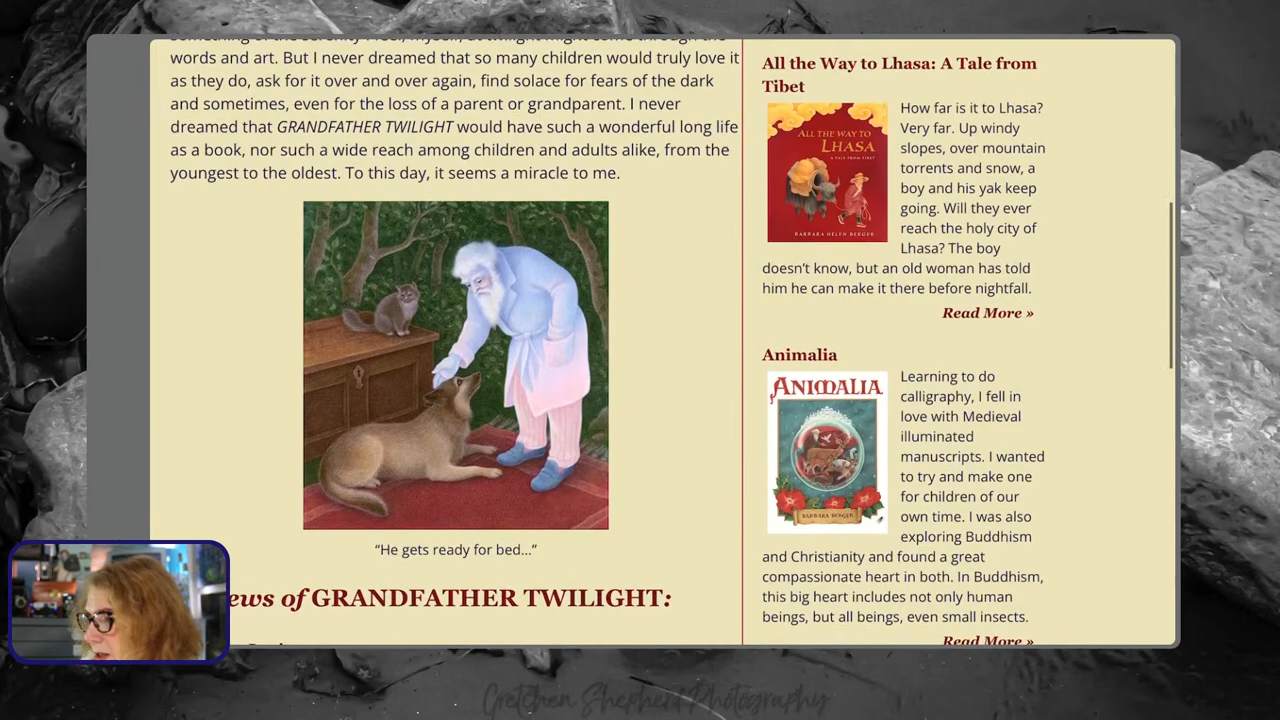 words and art. But I never dreamed that so many children would truly love it
as they do, ask for it over and over again, find solace for fears of the dark
and sometimes, even for the loss of a parent or grandparent. I never
dreamed that GRANDFATHER TWILIGHT would have such a wonderful long life
as a book, nor such a wide reach among children and adults alike, from the
youngest to the oldest. To this day, it seems a miracle to me.
“He gets ready for bed...”
ews of GRANDFATHER TWILIGHT:
All the Way to Lhasa: A Tale from
Tibet
ALL THE WAY TO
LHASA
A TALE FROM TIBET
BARBARA HELEN BERGER
How far is it to Lhasa?
Very far. Up windy
slopes, over mountain
torrents and snow, a
boy and his yak keep
going. Will they ever
reach the holy city of
Lhasa? The boy
doesn’t know, but an old woman has told
him he can make it there before nightfall.
Read More »
Animalia
ANIMALIA
BARBARA BERGER
Learning to do
calligraphy, I fell in
love with Medieval
illuminated
manuscripts. I wanted
to try and make one
for children of our
own time. I was also
exploring Buddhism
and Christianity and found a great
compassionate heart in both. In Buddhism,
this big heart includes not only human
beings, but all beings, even small insects.
Read More »
Gretchen Shepherd Photography